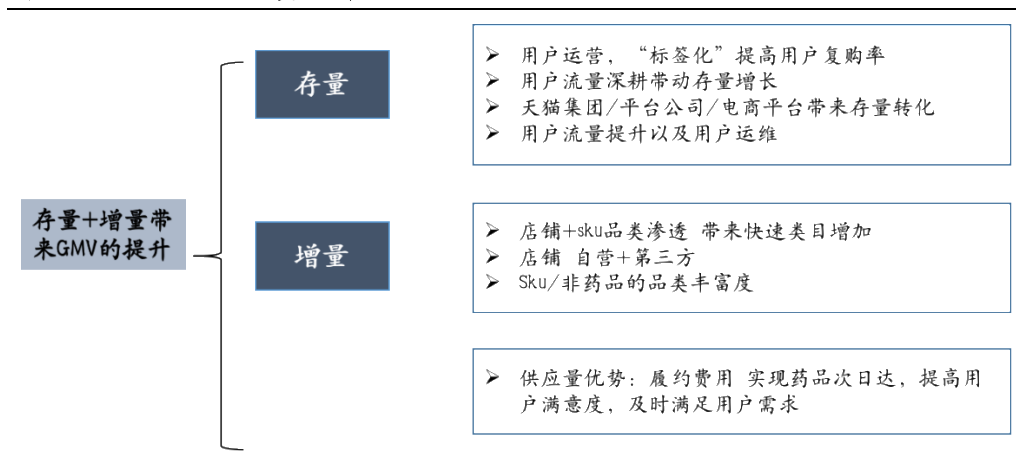 存量+增量带
来GMV的提升
存量
➢ 用户运营，“标签化”提高用户复购率
➢ 用户流量深耕带动存量增长
➢ 天猫集团/平台公司/电商平台带来存量转化
➢ 用户流量提升以及用户运维
增量
➢ 店铺+sku品类渗透 带来快速类目增加
➢ 店铺 自营+第三方
➢ Sku/非药品的品类丰富度
➢ 供应量优势：履约费用 实现药品次日达，提高用
户满意度，及时满足用户需求